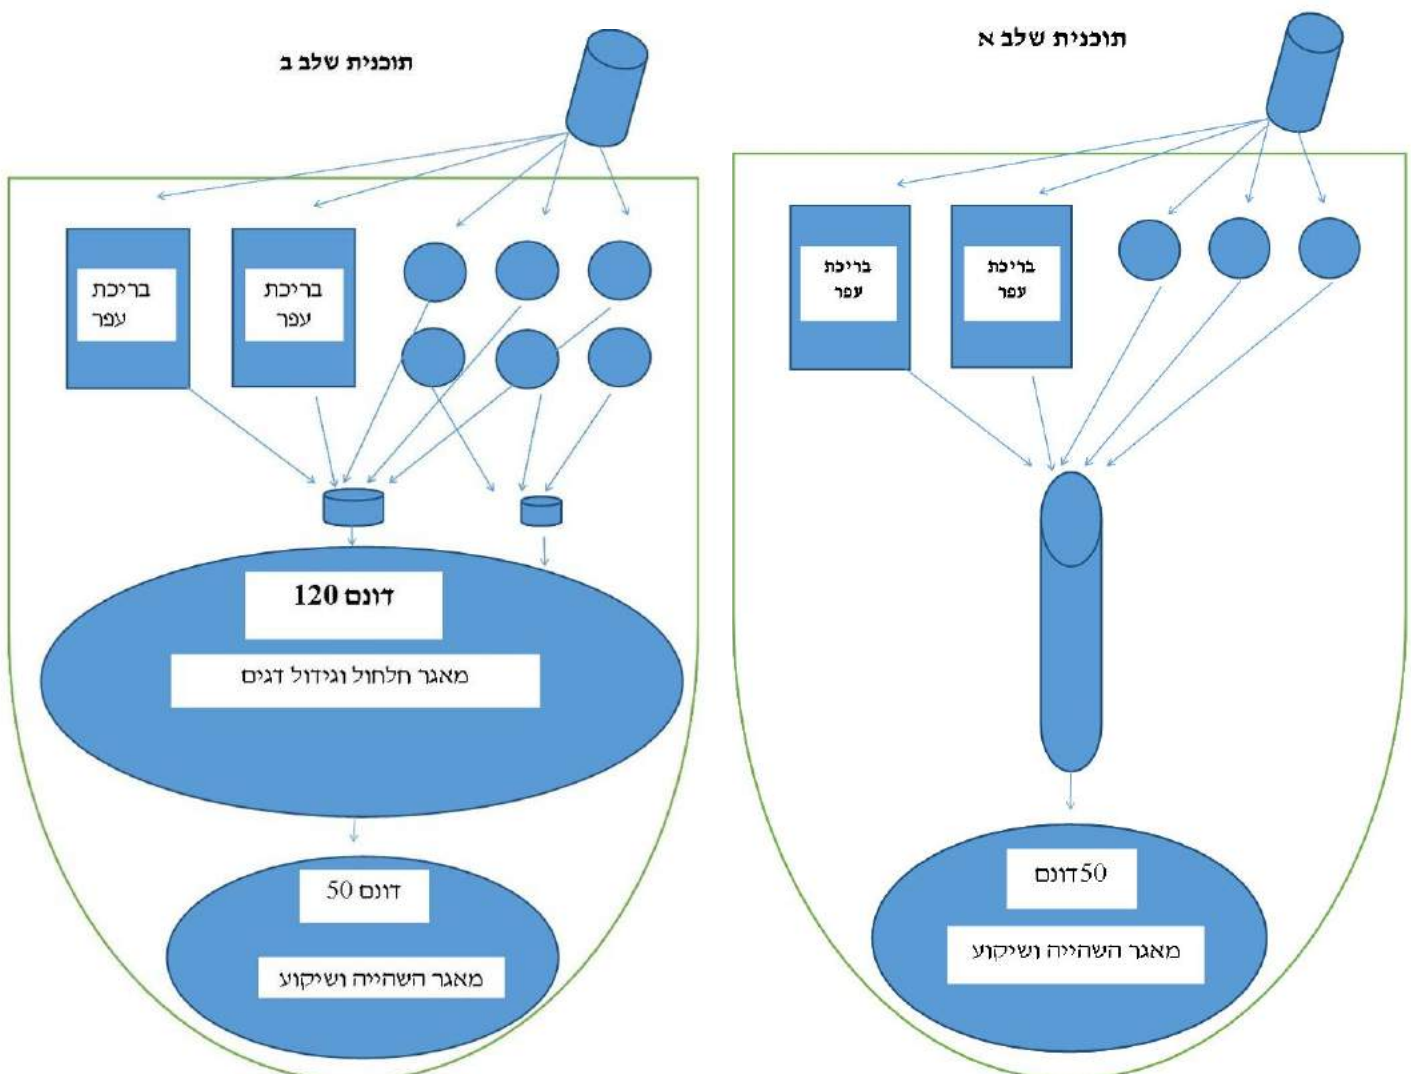 תוכנית שלב א
בריכת
עפר
בריכת
עפר
50דונם
מאגר השהייה ושיקוע
תוכנית שלב ב
בריכת
עפר
בריכת
עפר
120 דונם
מאגר חלחול וגידול דגים
50 דונם
מאגר השהייה ושיקוע